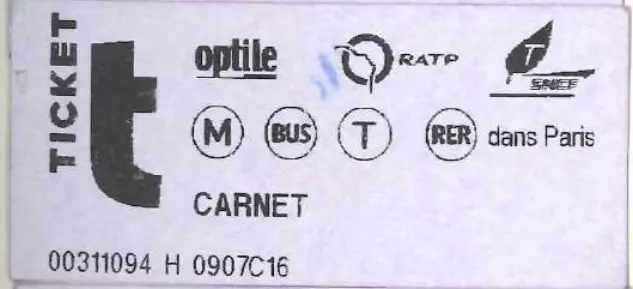 TICKET
t
optile
RATP
T
SNCF
M BUS T RER dans Paris
CARNET
00311094 H 0907C16